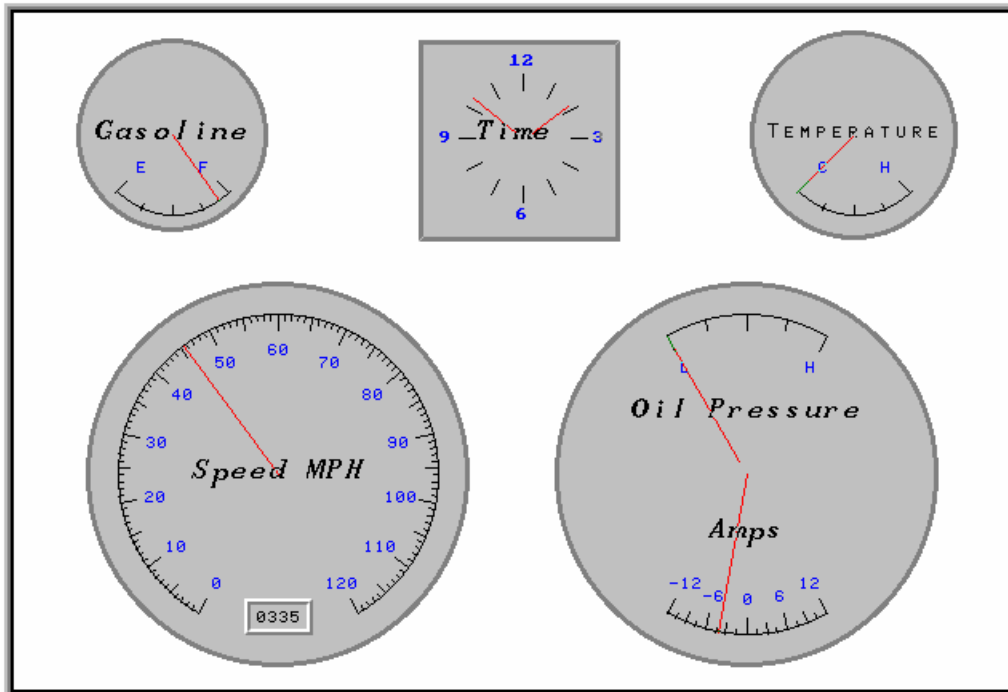 Gasoline
E F
12
9 Time 3
6
TEMPERATURE
C H
50 60 70
40 80
30 90
Speed MPH
20 100
10 110
0 120
0335
L H
Oil Pressure
Amps
-12 -6 0 6 12